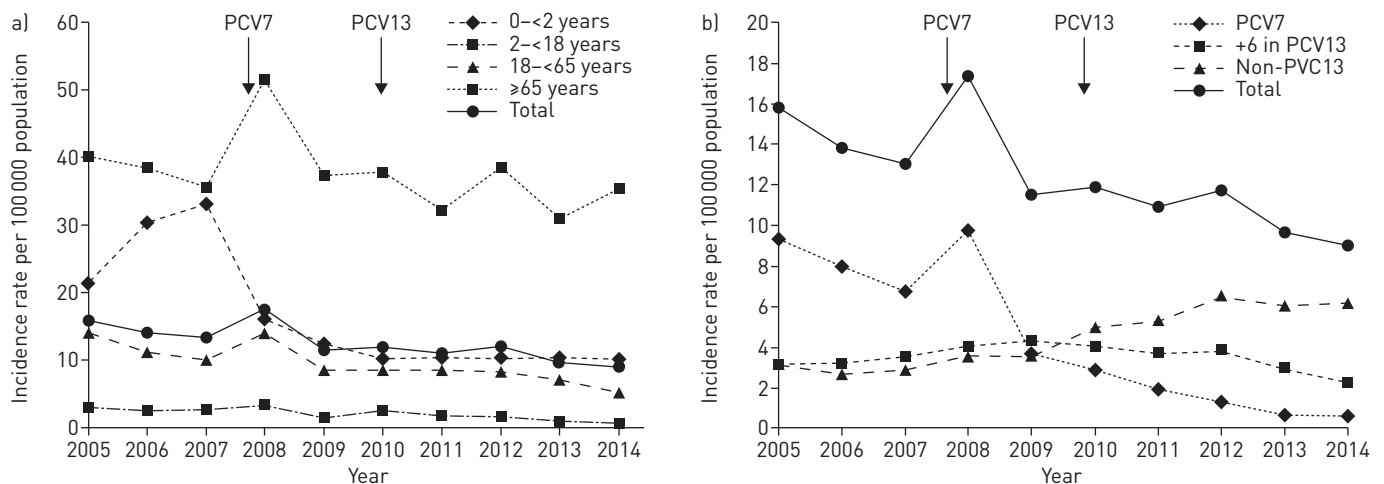 a)
60
50
40
30
20
10
0
Incidence rate per 100 000 population
PCV7
PCV13
0–<2 years
2–<18 years
18–<65 years
≥65 years
Total
2005 2006 2007 2008 2009 2010 2011 2012 2013 2014
Year
b)
20
18
16
14
12
10
8
6
4
2
0
Incidence rate per 100 000 population
PCV7
PCV13
PCV7
+6 in PCV13
Non-PVC13
Total
2005 2006 2007 2008 2009 2010 2011 2012 2013 2014
Year